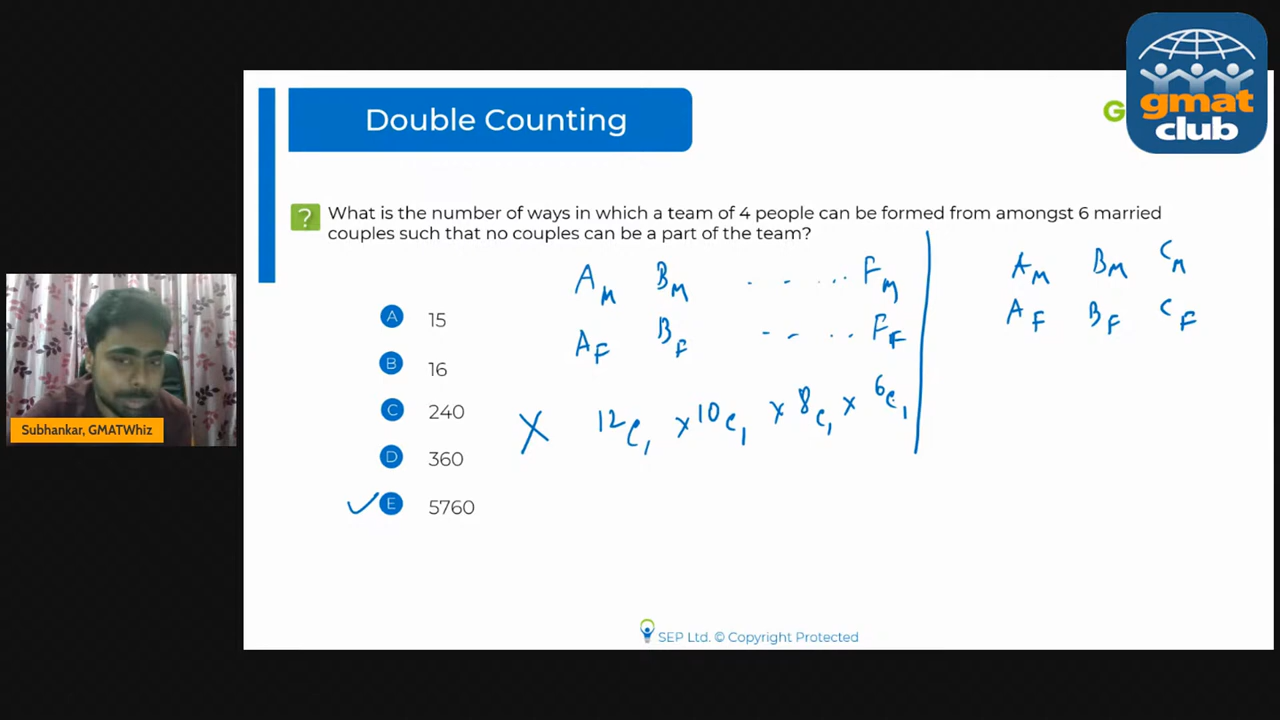 gmat
club
G
Double Counting
? What is the number of ways in which a team of 4 people can be formed from amongst 6 married
couples such that no couples can be a part of the team?
A_M B_M - - ... F_M
A_F B_F - - ... F_F
A_M B_M C_M
A_F B_F C_F
A 15
B 16
C 240
D 360
E 5760
X 12C₁ × 10C₁ × 8C₁ × 6C₁
Subhankar, GMATWhiz
SEP Ltd. © Copyright Protected